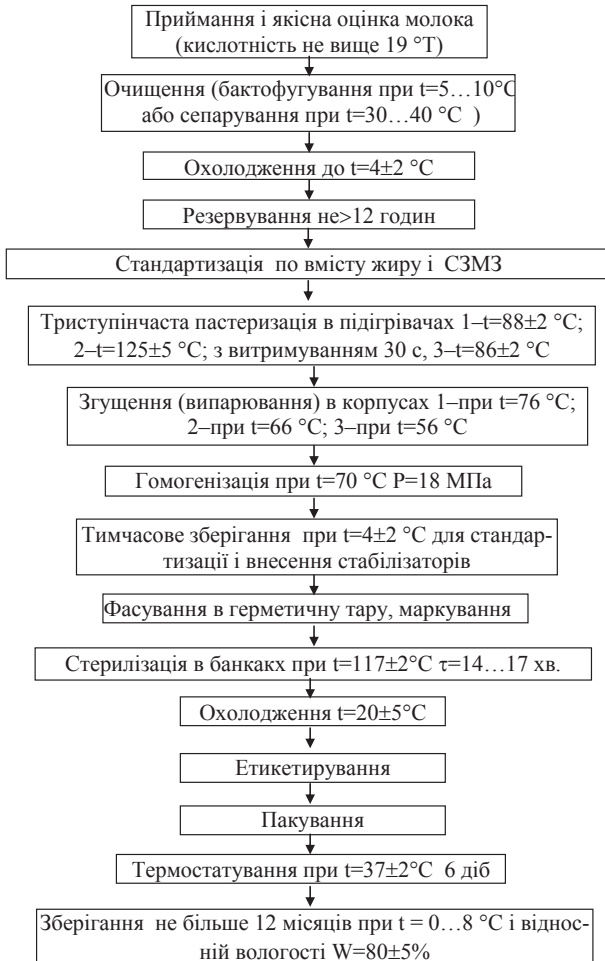 Приймання і якісна оцінка молока
(кислотність не вище 19 °Т)
Очищення (бактофугування при t=5…10°С
або сепарування при t=30…40 °С )
Охолодження до t=4±2 °С
Резервування не>12 годин
Стандартизація по вмісту жиру і СЗМЗ
Триступінчаста пастеризація в підігрівачах 1–t=88±2 °С;
2–t=125±5 °С; з витримуванням 30 с, 3–t=86±2 °С
Згущення (випарювання) в корпусах 1–при t=76 °С;
2–при t=66 °С; 3–при t=56 °С
Гомогенізація при t=70 °С Р=18 МПа
Тимчасове зберігання при t=4±2 °С для стандар-
тизації і внесення стабілізаторів
Фасування в герметичну тару, маркування
Стерилізація в банкакх при t=117±2°С τ=14…17 хв.
Охолодження t=20±5°С
Етикетирування
Пакування
Термостатування при t=37±2°С 6 діб
Зберігання не більше 12 місяців при t = 0…8 °С і віднос-
ній вологості W=80±5%